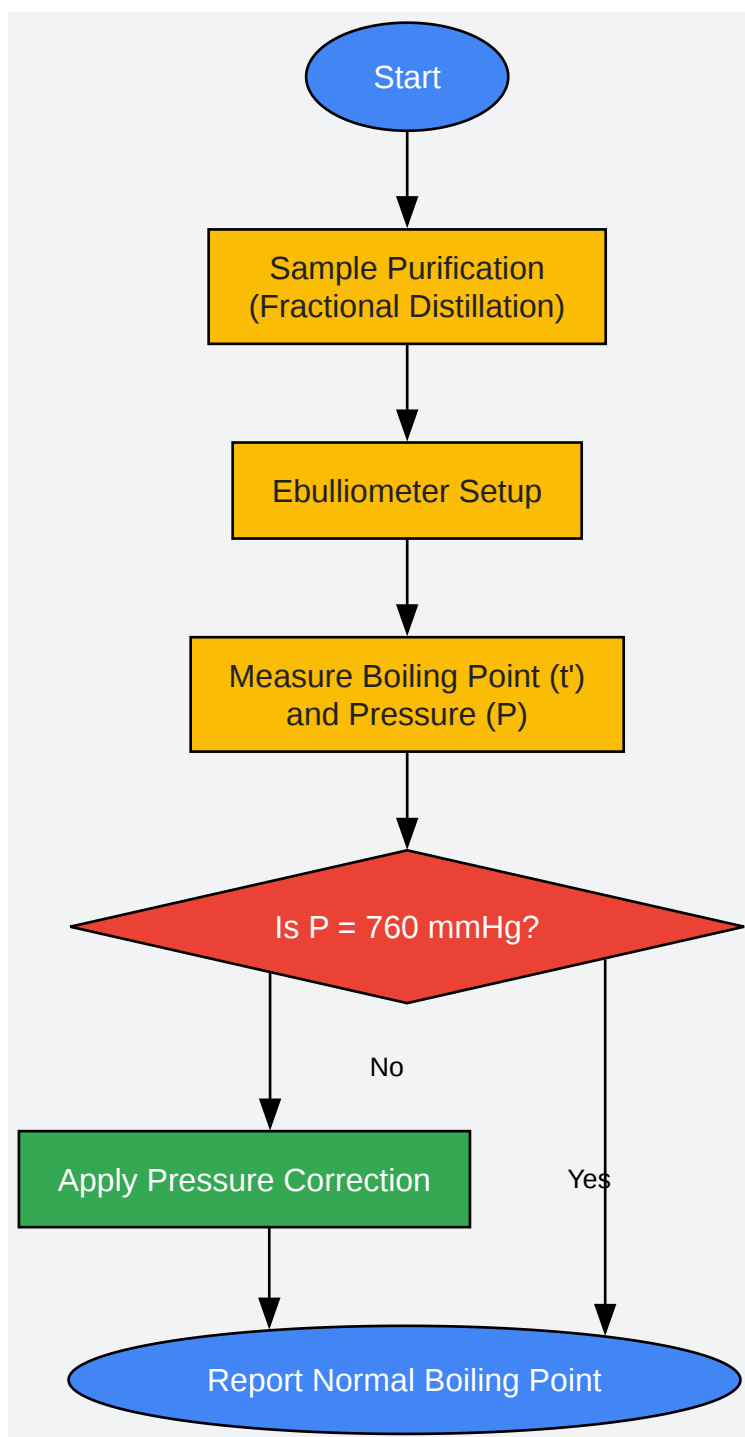 Start
Sample Purification
(Fractional Distillation)
Ebulliometer Setup
Measure Boiling Point (t')
and Pressure (P)
Is P = 760 mmHg?
No
Apply Pressure Correction
Yes
Report Normal Boiling Point